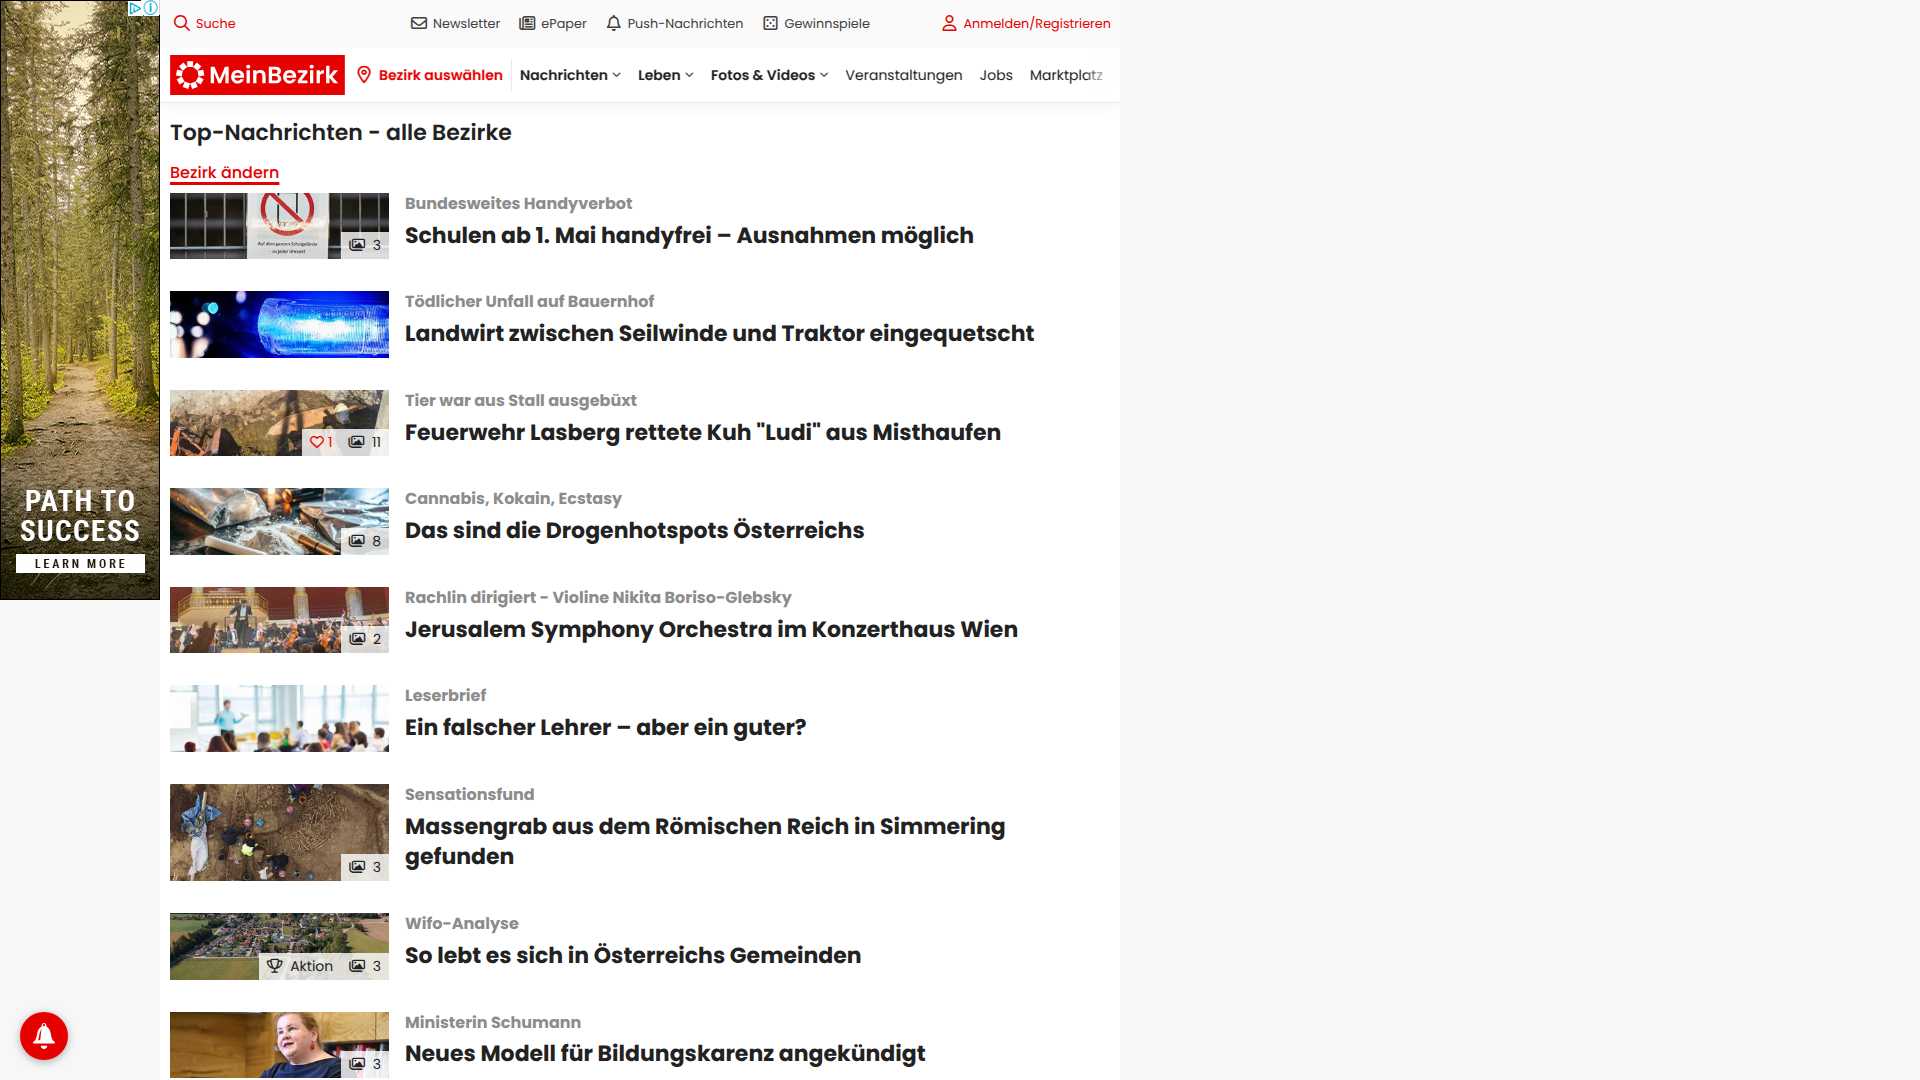 Suche
Newsletter
ePaper
Push-Nachrichten
Gewinnspiele
Anmelden/Registrieren
MeinBezirk
Bezirk auswählen
Nachrichten
Leben
Fotos & Videos
Veranstaltungen
Jobs
Marktplatz
Top-Nachrichten - alle Bezirke
Bezirk ändern
Bundesweites Handyverbot
Schulen ab 1. Mai handyfrei – Ausnahmen möglich
3
Tödlicher Unfall auf Bauernhof
Landwirt zwischen Seilwinde und Traktor eingequetscht
Tier war aus Stall ausgebüxt
Feuerwehr Lasberg rettete Kuh "Ludi" aus Misthaufen
1
11
Cannabis, Kokain, Ecstasy
Das sind die Drogenhotspots Österreichs
8
PATH TO
SUCCESS
LEARN MORE
Rachlin dirigiert - Violine Nikita Boriso-Glebsky
Jerusalem Symphony Orchestra im Konzerthaus Wien
2
Leserbrief
Ein falscher Lehrer – aber ein guter?
Sensationsfund
Massengrab aus dem Römischen Reich in Simmering
gefunden
3
Wifo-Analyse
So lebt es sich in Österreichs Gemeinden
Aktion
3
Ministerin Schumann
Neues Modell für Bildungskarenz angekündigt
3